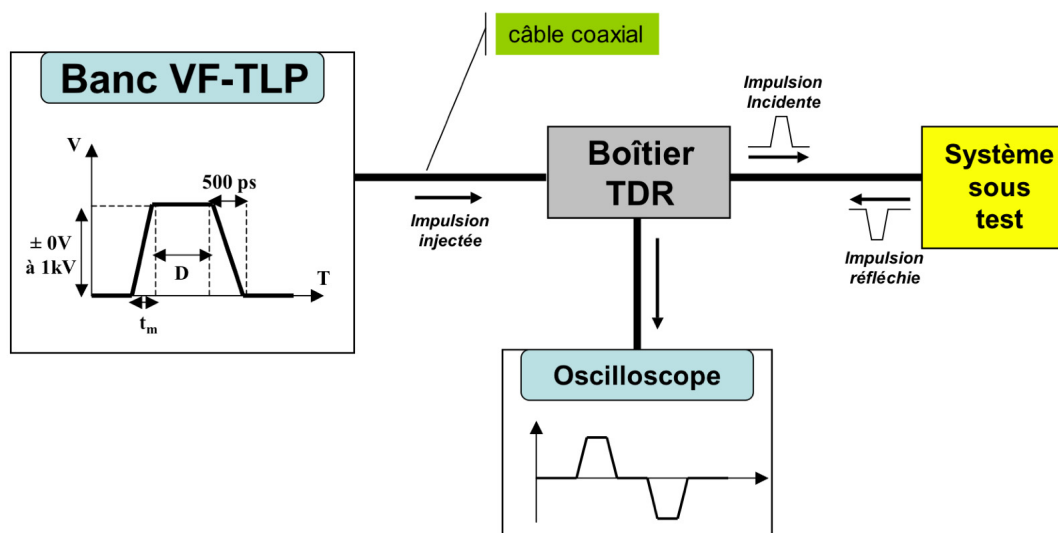 câble coaxial
Banc VF-TLP
V
500 ps
± 0V
à 1kV
D
T
tm
Impulsion
injectée
Boîtier
TDR
Impulsion
Incidente
Impulsion
réfléchie
Système
sous
test
Oscilloscope